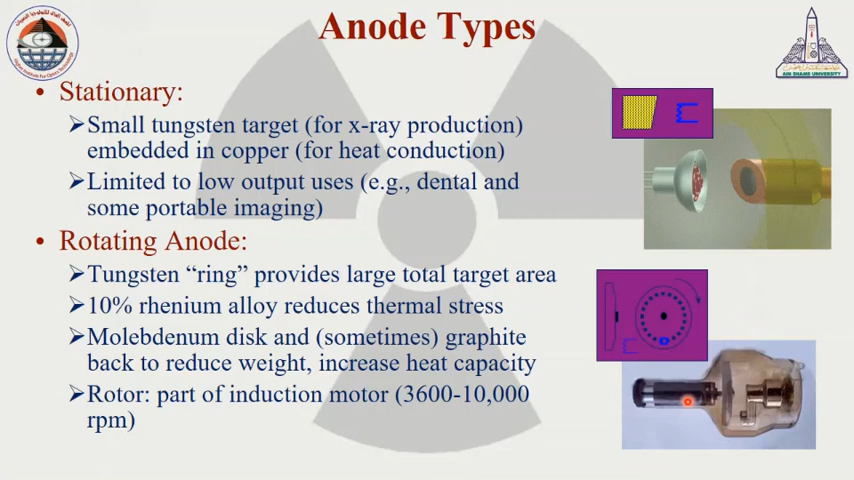 Anode Types
• Stationary:
➢Small tungsten target (for x-ray production)
embedded in copper (for heat conduction)
➢Limited to low output uses (e.g., dental and
some portable imaging)
• Rotating Anode:
➢Tungsten “ring” provides large total target area
➢10% rhenium alloy reduces thermal stress
➢Molebdenum disk and (sometimes) graphite
back to reduce weight, increase heat capacity
➢Rotor: part of induction motor (3600-10,000
rpm)
AIN SHAMS UNIVERSITY